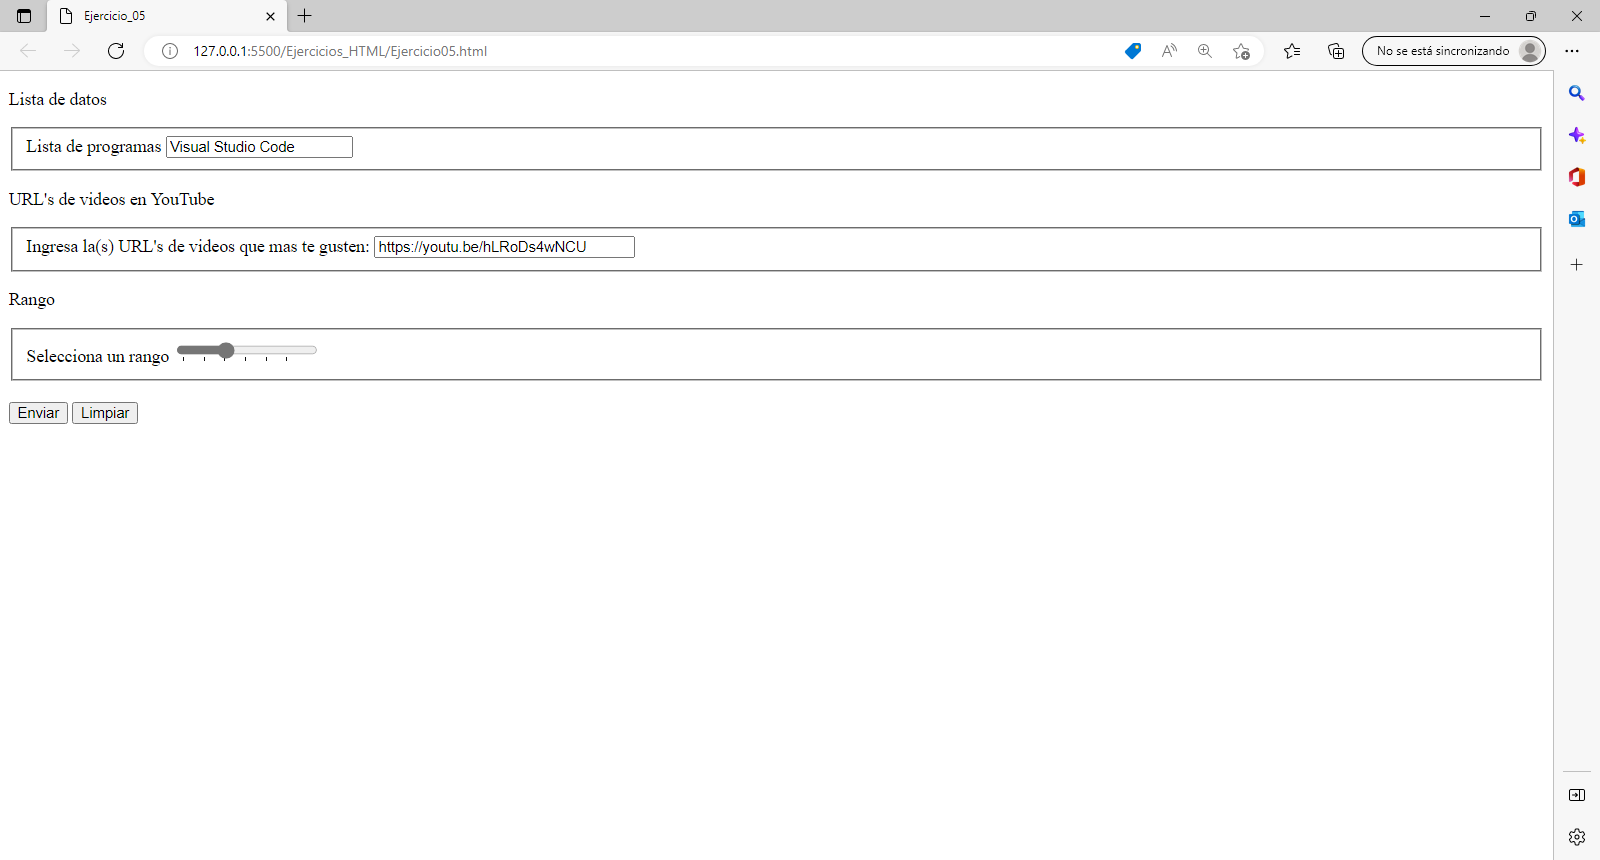 Ejercicio_05
127.0.0.1:5500/Ejercicios_HTML/Ejercicio05.html
No se está sincronizando
Lista de datos
Lista de programas Visual Studio Code
URL's de videos en YouTube
Ingresa la(s) URL's de videos que mas te gusten: https://youtu.be/hLRoDs4wNCU
Rango
Selecciona un rango
Enviar Limpiar